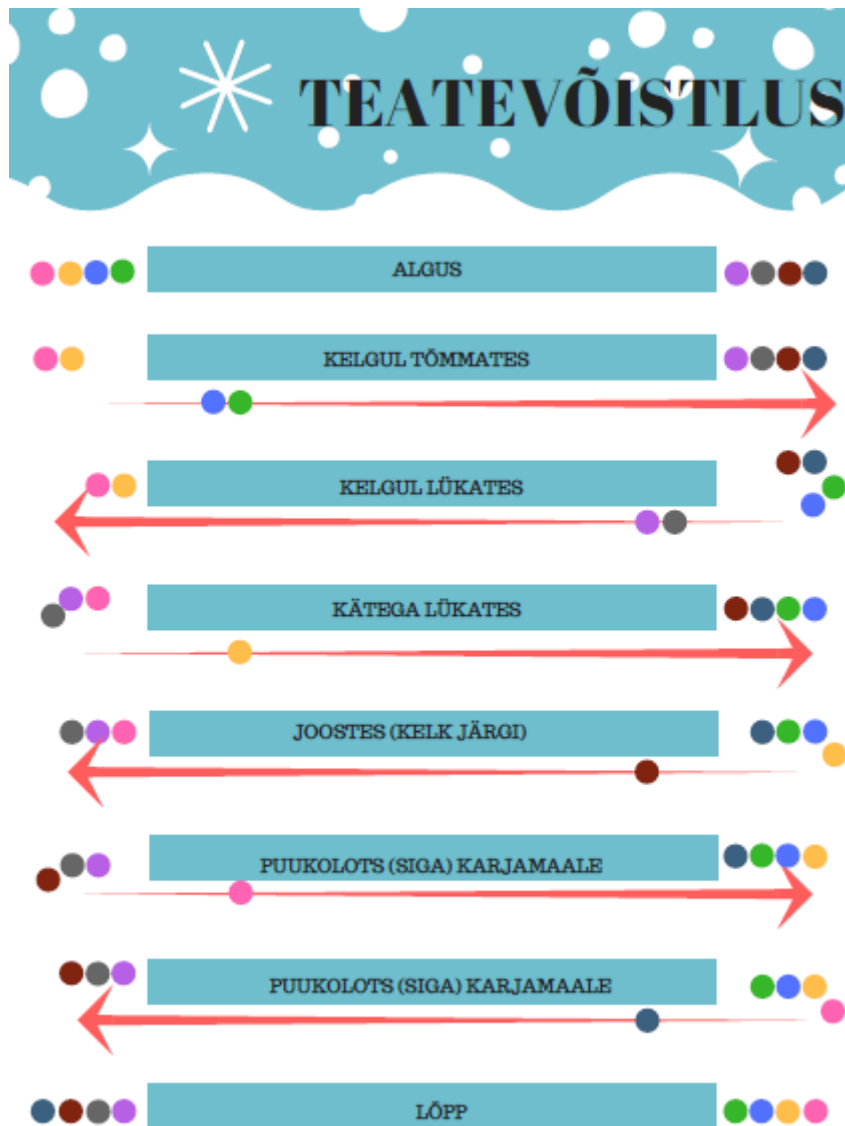 TEATEVÕISTLUS
ALGUS
KELGUL TÕMMATES
KELGUL LÜKATES
KÄTEGA LÜKATES
JOOSTES (KELK JÄRGI)
PUUKOLOTS (SIGA) KARJAMAALE
PUUKOLOTS (SIGA) KARJAMAALE
LÕPP